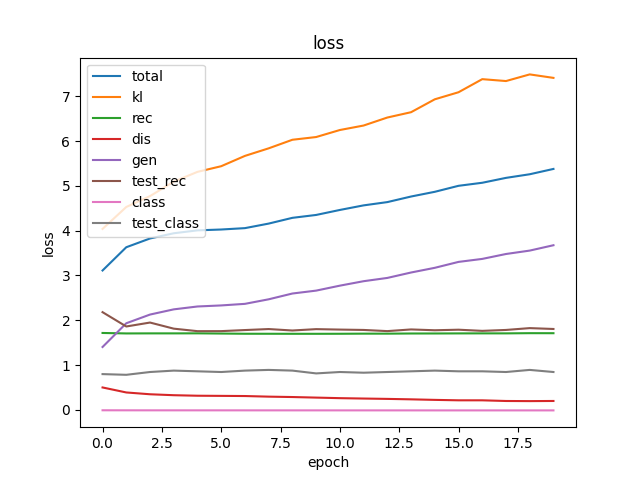 loss
total
kl
rec
dis
gen
test_rec
class
test_class
7
6
5
4
3
2
1
0
loss
0.0 2.5 5.0 7.5 10.0 12.5 15.0 17.5
epoch